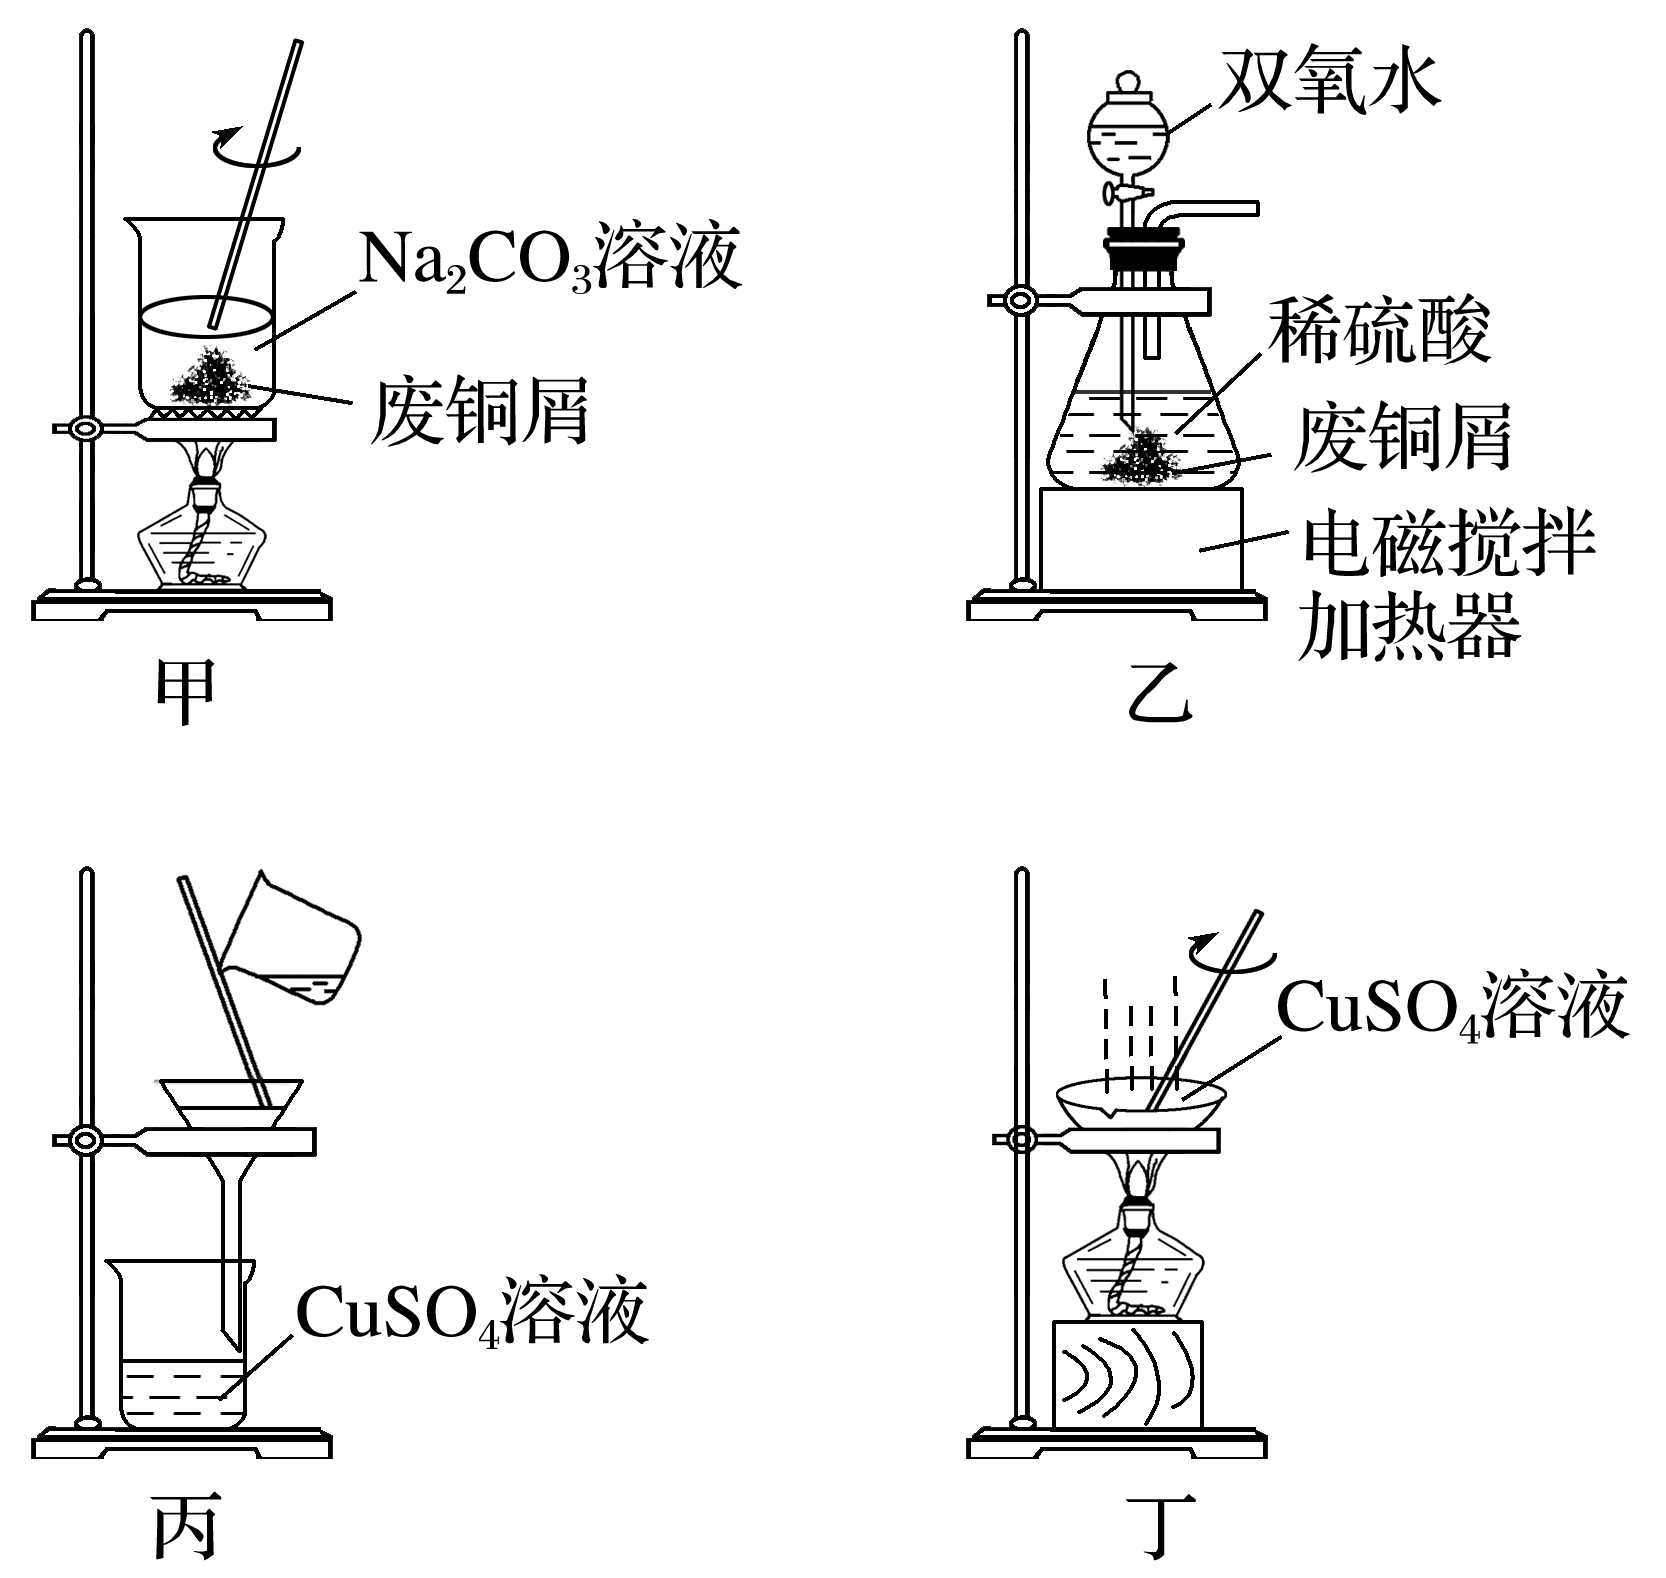 Na₂CO₃溶液
废铜屑
甲
双氧水
稀硫酸
废铜屑
电磁搅拌
加热器
乙
CuSO₄溶液
丙
CuSO₄溶液
丁